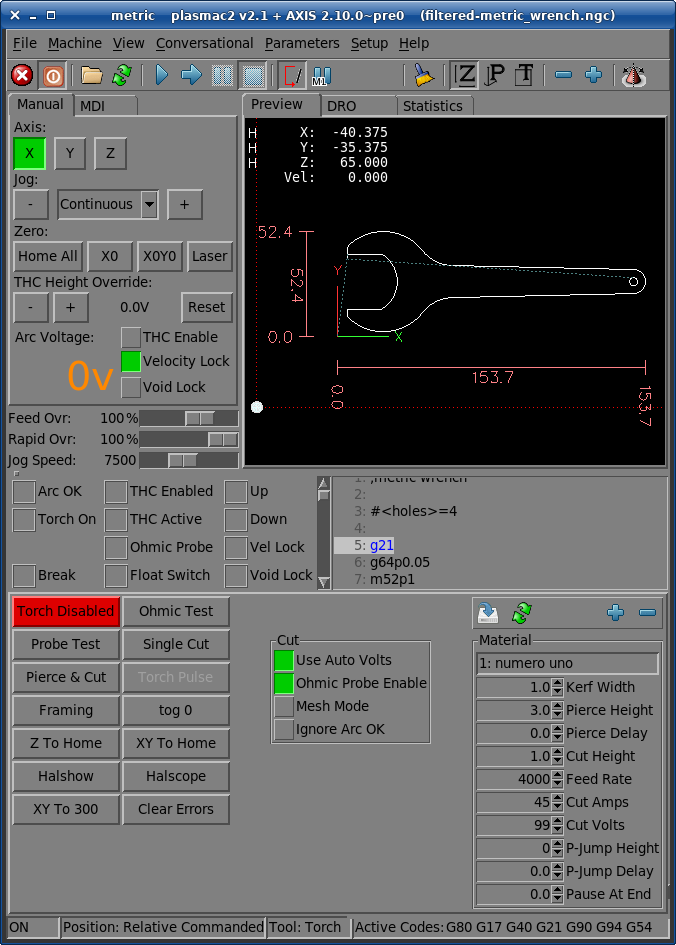 metric plasmac2 v2.1 + AXIS 2.10.0~pre0 (filtered-metric_wrench.ngc)
File Machine View Conversational Parameters Setup Help
M1 Z P T
Manual MDI
Axis:
X Y Z
Jog:
- Continuous +
Zero:
Home All X0 X0Y0 Laser
THC Height Override:
- + 0.0V Reset
Arc Voltage:
0v
THC Enable
Velocity Lock
Void Lock
Feed Ovr: 100 %
Rapid Ovr: 100 %
Jog Speed: 7500
Preview DRO Statistics
H X: -40.375
H Y: -35.375
H Z: 65.000
Vel: 0.000
52.4
52.4
0.0
Y
X
153.7
0.0
153.7
Arc OK THC Enabled Up
Torch On THC Active Down
Ohmic Probe Vel Lock
Break Float Switch Void Lock
1: ;metric wrench
2:
3: #<holes>=4
4:
5: g21
6: g64p0.05
7: m52p1
Torch Disabled Ohmic Test
Probe Test Single Cut
Pierce & Cut Torch Pulse
Framing tog 0
Z To Home XY To Home
Halshow Halscope
XY To 300 Clear Errors
Cut
Use Auto Volts
Ohmic Probe Enable
Mesh Mode
Ignore Arc OK
Material
1: numero uno
1.0 Kerf Width
3.0 Pierce Height
0.0 Pierce Delay
1.0 Cut Height
4000 Feed Rate
45 Cut Amps
99 Cut Volts
0 P-Jump Height
0.0 P-Jump Delay
0.0 Pause At End
ON Position: Relative Commanded Tool: Torch Active Codes: G80 G17 G40 G21 G90 G94 G54